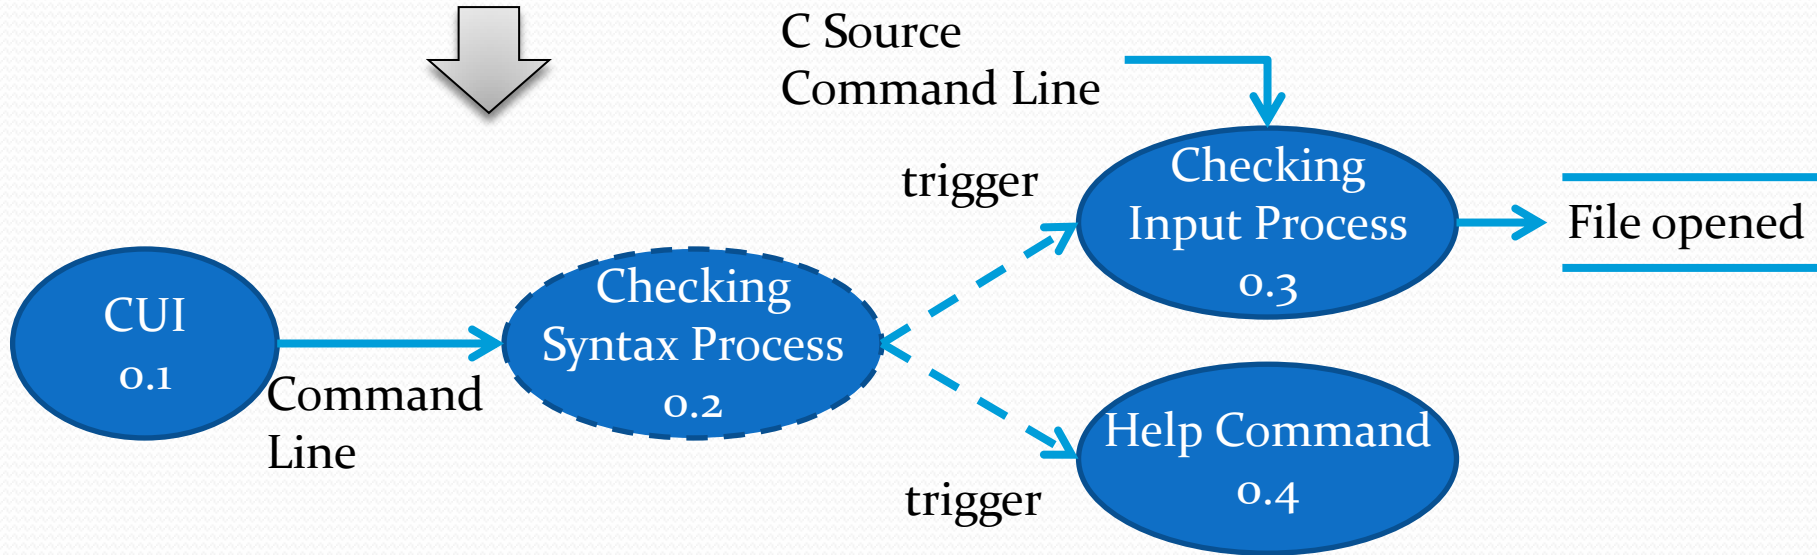 C Source
Command Line
trigger
Checking
Input Process
0.3
File opened
CUI
0.1
Command
Line
Checking
Syntax Process
0.2
Help Command
0.4
trigger